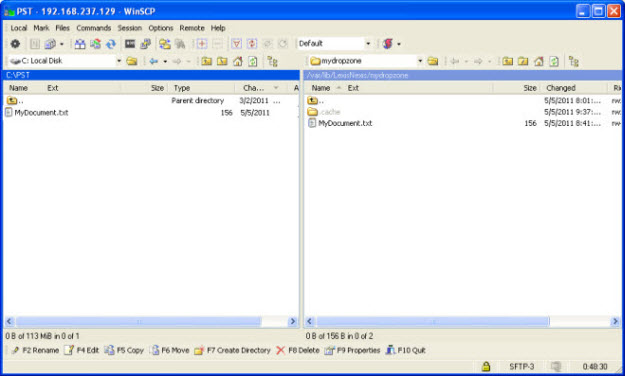 PST - 192.168.237.129 - WinSCP
Local Mark Files Commands Session Options Remote Help
Default
C: Local Disk
mydropzone
C:\PST
/var/lib/LexisNexis/mydropzone
Name Ext Size Type Cha... A
Name Ext Size Changed Ri
.. Parent directory 3/2/2011 ...
.. 5/5/2011 8:01:... rw
.cache 5/5/2011 9:37:... rw
MyDocument.txt 156 5/5/2011
MyDocument.txt 156 5/5/2011 8:41:... rw
0 B of 113 MiB in 0 of 1
0 B of 156 B in 0 of 2
F2 Rename F4 Edit F5 Copy F6 Move F7 Create Directory F8 Delete F9 Properties F10 Quit
SFTP-3 0:48:30